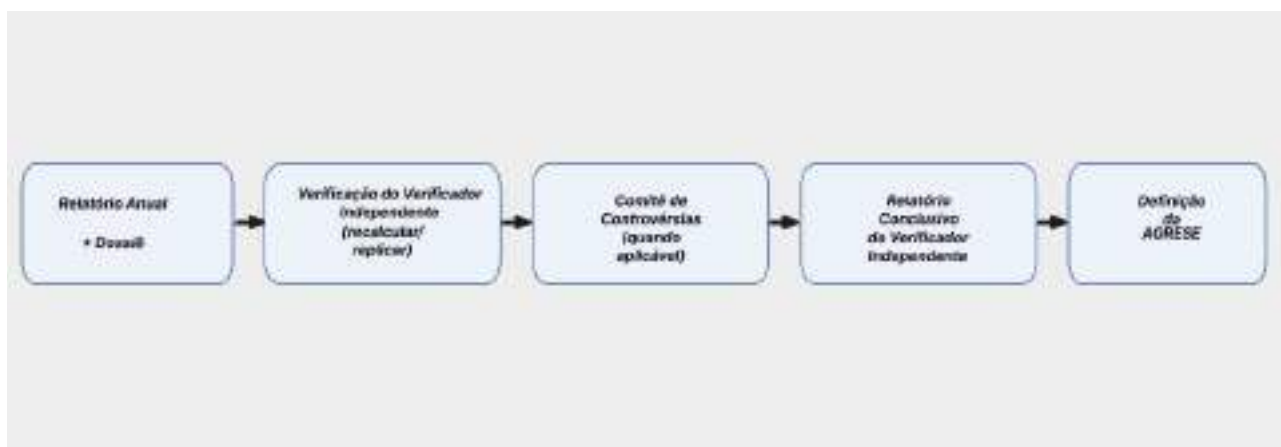 Relatório Anual
+ Dossiê
Verificação do Verificador
Independente
(recalcular/
replicar)
Comitê de
Controvérsias
(quando
aplicável)
Relatório
Conclusivo
do Verificador
Independente
Definição
da
AGRESE